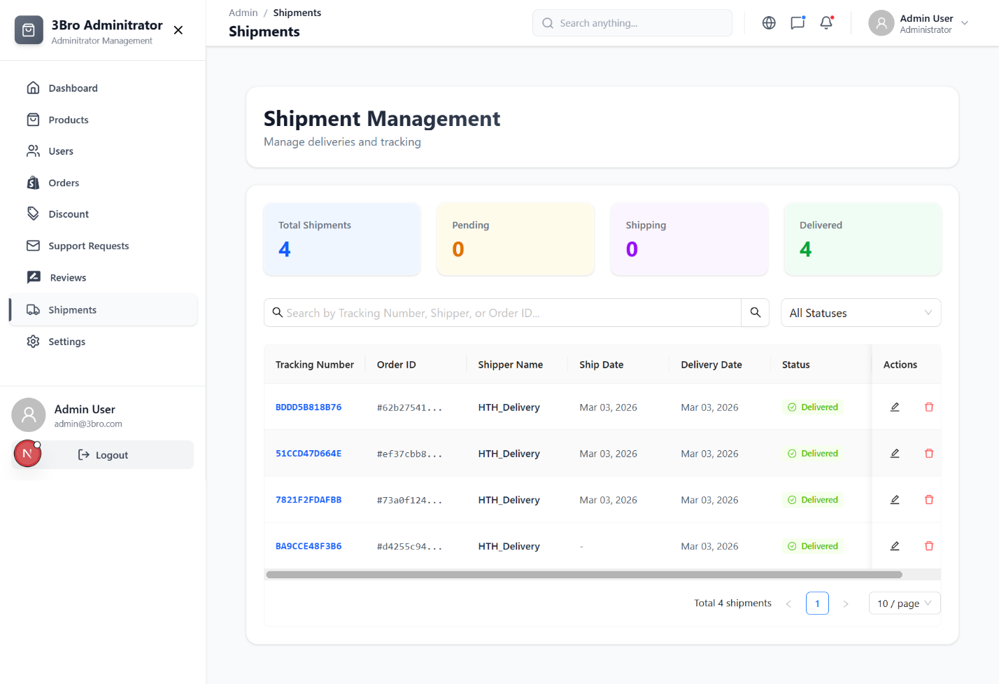 3Bro Adminitrator
Adminitrator Management
Dashboard
Products
Users
Orders
Discount
Support Requests
Reviews
Shipments
Settings
Admin User
admin@3bro.com
N
Logout
Admin / Shipments
Shipments
Search anything...
Admin User
Administrator
Shipment Management
Manage deliveries and tracking
Total Shipments
4
Pending
0
Shipping
0
Delivered
4
Search by Tracking Number, Shipper, or Order ID...
All Statuses
Tracking Number Order ID Shipper Name Ship Date Delivery Date Status Actions
BDDD5B818B76 #62b27541... HTH_Delivery Mar 03, 2026 Mar 03, 2026 Delivered
51CCD47D664E #ef37cbb8... HTH_Delivery Mar 03, 2026 Mar 03, 2026 Delivered
7821F2FDAFBB #73a0f124... HTH_Delivery Mar 03, 2026 Mar 03, 2026 Delivered
BA9CCE48F3B6 #d4255c94... HTH_Delivery - Mar 03, 2026 Delivered
Total 4 shipments < 1 > 10 / page